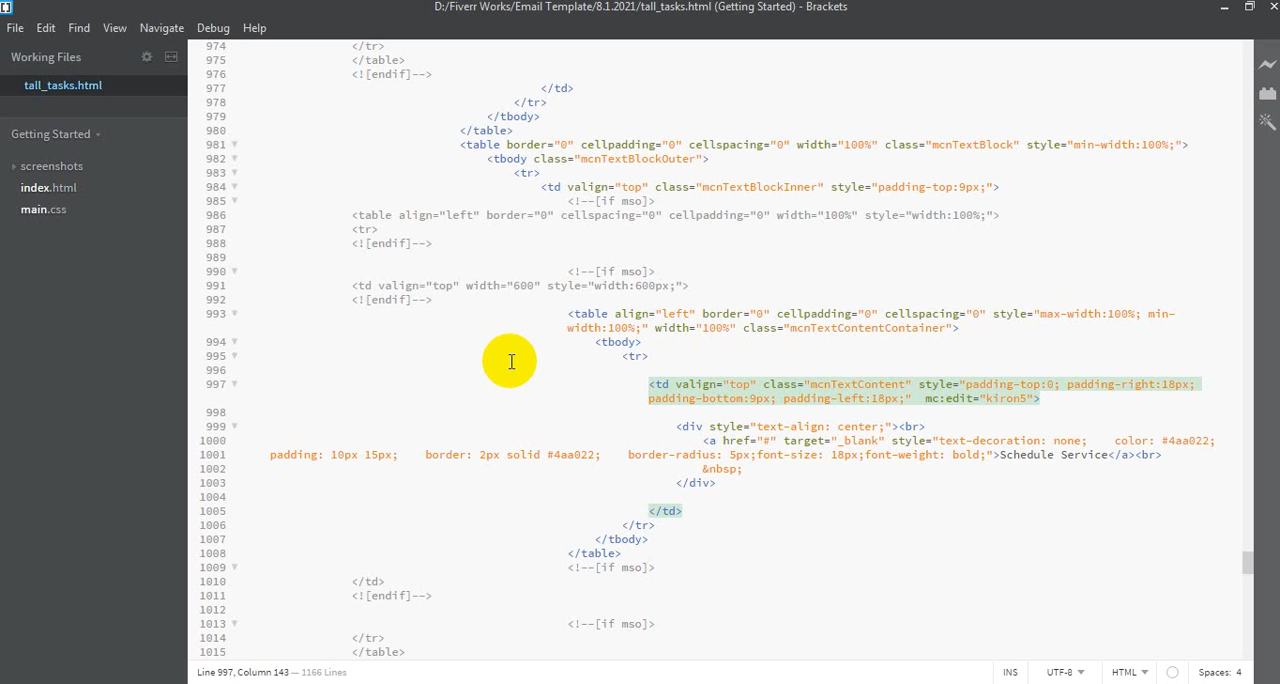 D:/Fiverr Works/Email Template/8.1.2021/tall_tasks.html (Getting Started) - Brackets
File Edit Find View Navigate Debug Help
Working Files
tall_tasks.html
Getting Started
screenshots
index.html
main.css
974 </tr>
975 </table>
976 <![endif]-->
977 </td>
978 </tr>
979 </tbody>
980 </table>
981 <table border="0" cellpadding="0" cellspacing="0" width="100%" class="mcnTextBlock" style="min-width:100%;">
982 <tbody class="mcnTextBlockOuter">
983 <tr>
984 <td valign="top" class="mcnTextBlockInner" style="padding-top:9px;">
985 <!--[if mso]>
986 <table align="left" border="0" cellspacing="0" cellpadding="0" width="100%" style="width:100%;">
987 <tr>
988 <![endif]-->
989
990 <!--[if mso]>
991 <td valign="top" width="600" style="width:600px;">
992 <![endif]-->
993 <table align="left" border="0" cellpadding="0" cellspacing="0" style="max-width:100%; min-
width:100%;" width="100%" class="mcnTextContentContainer">
994 <tbody>
995 <tr>
996
997 <td valign="top" class="mcnTextContent" style="padding-top:0; padding-right:18px;
padding-bottom:9px; padding-left:18px;" mc:edit="kiron5">
998
999 <div style="text-align: center;"><br>
1000 <a href="#" target="_blank" style="text-decoration: none; color: #4aa022;
1001 padding: 10px 15px; border: 2px solid #4aa022; border-radius: 5px;font-size: 18px;font-weight: bold;">Schedule Service</a><br>
1002 &nbsp;
1003 </div>
1004
1005 </td>
1006 </tr>
1007 </tbody>
1008 </table>
1009 <!--[if mso]>
1010 </td>
1011 <![endif]-->
1012
1013 <!--[if mso]>
1014 </tr>
1015 </table>
Line 997, Column 143 — 1166 Lines INS UTF-8 HTML Spaces: 4